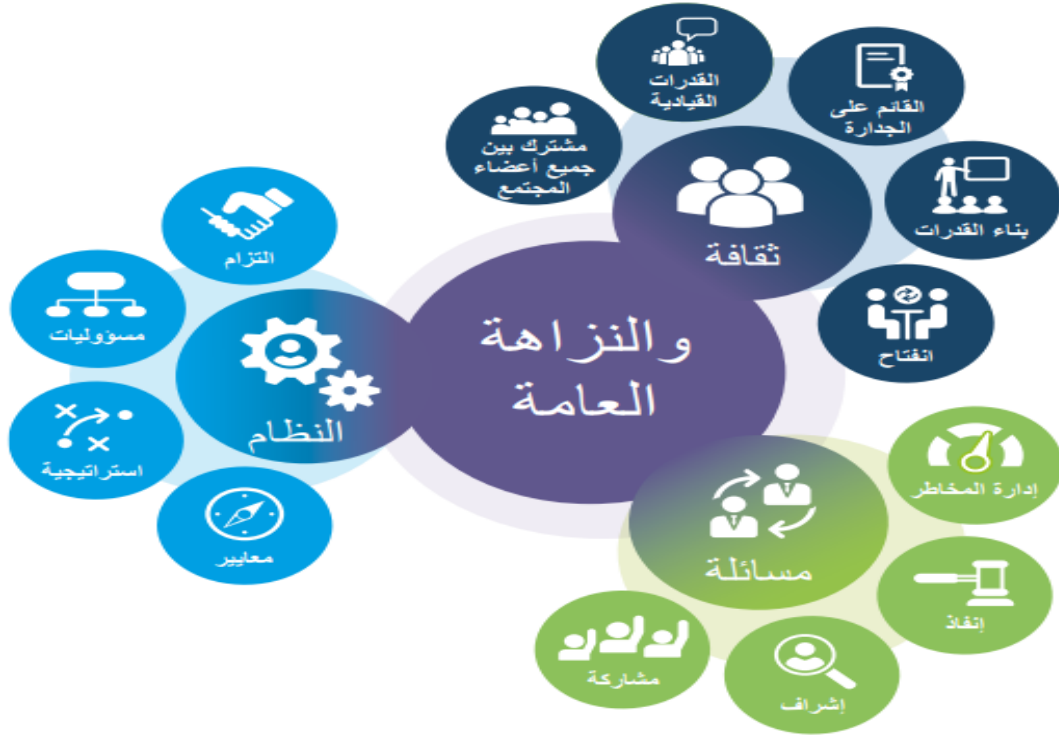 والنزاهة
العامة
ثقافة
مشترك بين
جميع أعضاء
المجتمع
القدرات
القيادية
القائم على
الجدارة
بناء القدرات
انفتاح
النظام
التزام
مسؤوليات
استراتيجية
معايير
مسائلة
إدارة المخاطر
إنفاذ
إشراف
مشاركة